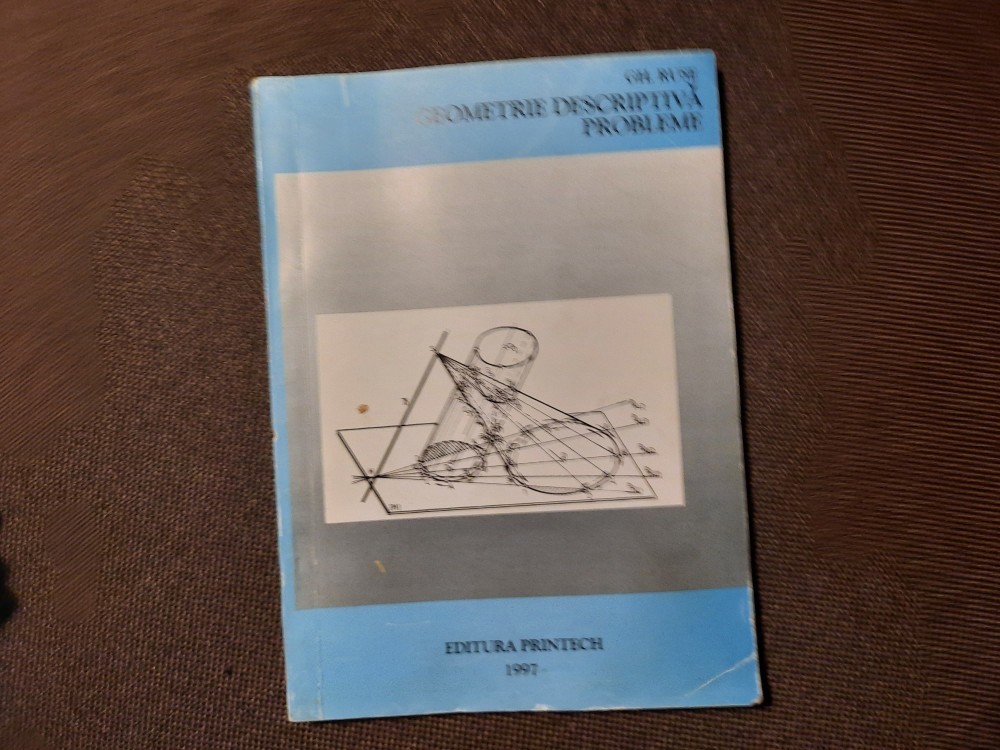 GH. RUSU
GEOMETRIE DESCRIPTIVĂ
PROBLEME
EDITURA PRINTECH
1997